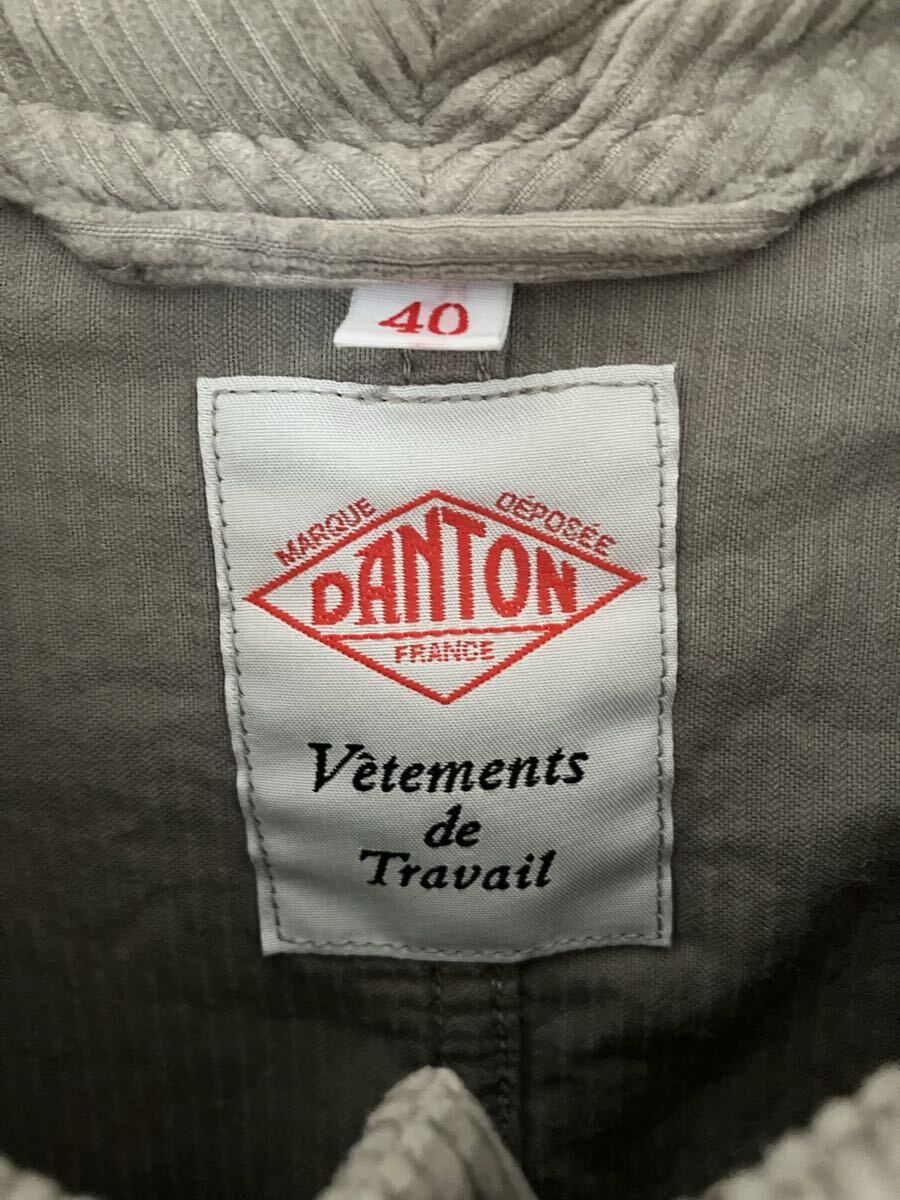 40
MARQUE DÉPOSÉE
DANTON
FRANCE
Vêtements
de
Travail